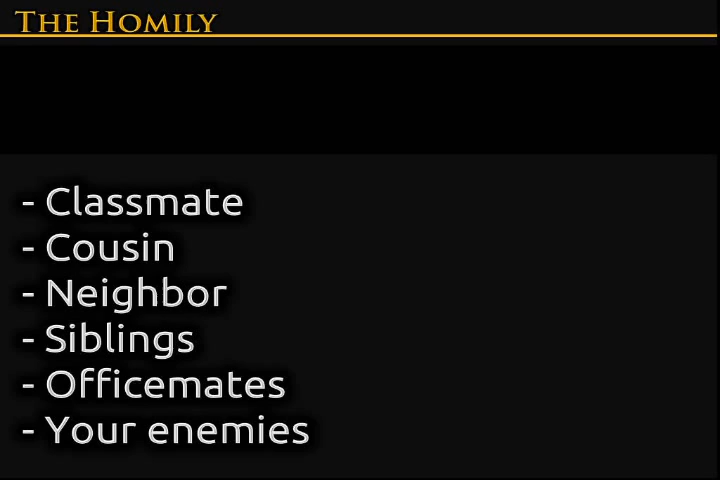 The Homily
- Classmate
- Cousin
- Neighbor
- Siblings
- Officemates
- Your enemies